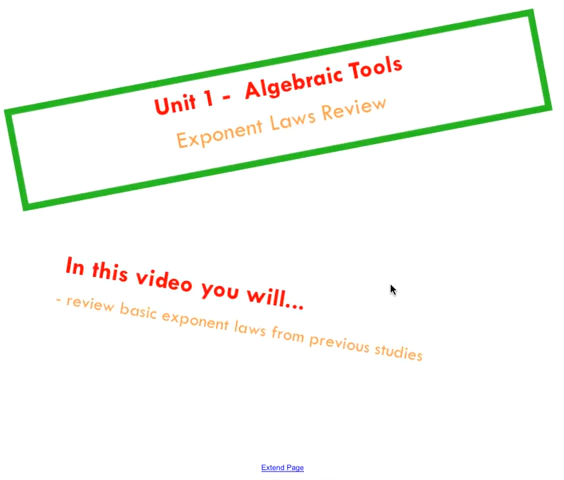 Unit 1 - Algebraic Tools
Exponent Laws Review
In this video you will...
- review basic exponent laws from previous studies
Extend Page